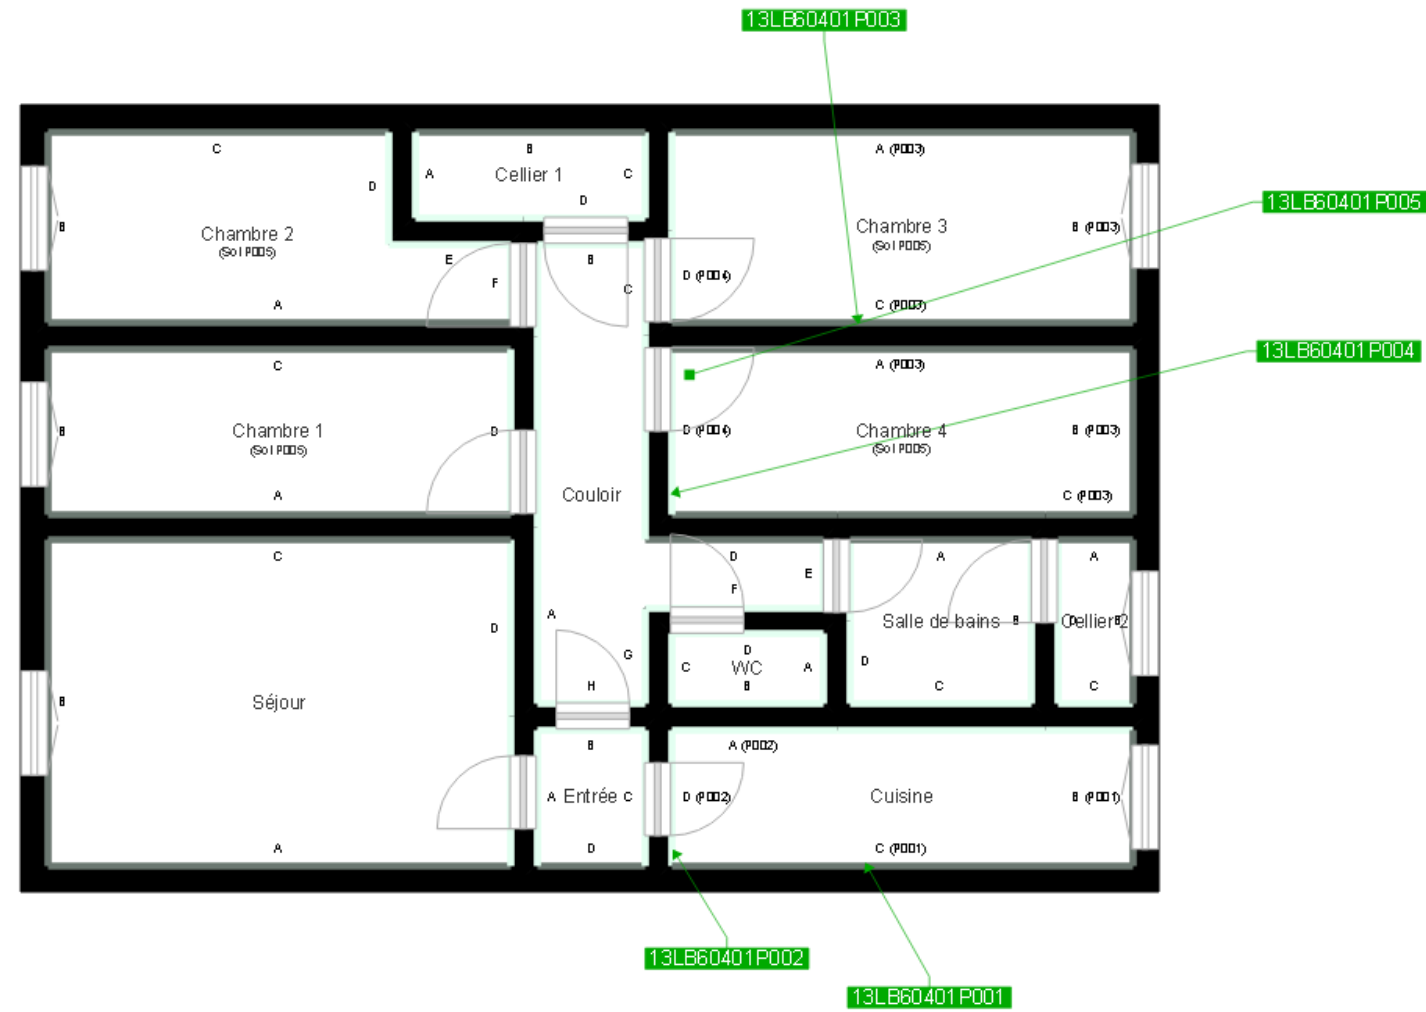 13LB60401P003
C
B
A (P003)
A
Cellier 1
C
D
D
13LB60401P005
Chambre 2
(Sol P005)
B
Chambre 3
(Sol P005)
B (P003)
E
B
F
D (P004)
C
A
C (P003)
13LB60401P004
C
A (P003)
Chambre 1
(Sol P005)
B
D
D (P004)
Chambre 4
(Sol P005)
B (P003)
A
Couloir
C (P003)
C
D
A
A
E
F
A
Salle de bains
B
Cellier 2
D
B
D
G
D
C
WC
A
D
H
B
C
C
Séjour
B
B
A (P002)
A
Entrée
C
D (P002)
Cuisine
B (P001)
A
D
C (P001)
13LB60401P002
13LB60401P001